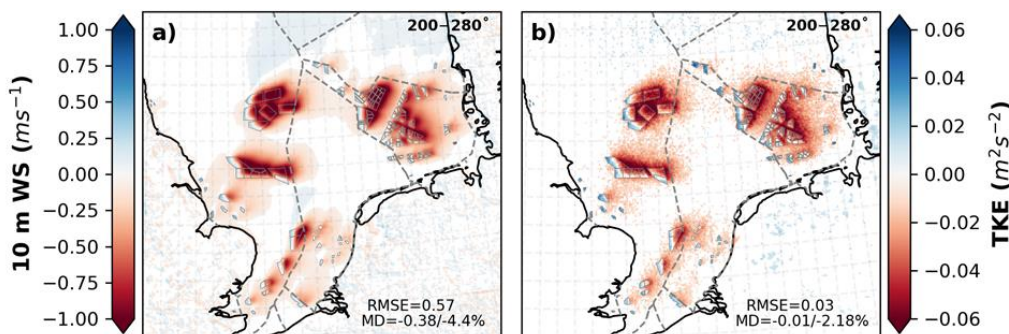 a)
200–280°
b)
200–280°
1.00
0.75
0.50
0.25
0.00
−0.25
−0.50
−0.75
−1.00
10 m WS (ms⁻¹)
RMSE=0.57
MD=-0.38/-4.4%
RMSE=0.03
MD=-0.01/-2.18%
0.06
0.04
0.02
0.00
−0.02
−0.04
−0.06
TKE (m²s⁻²)